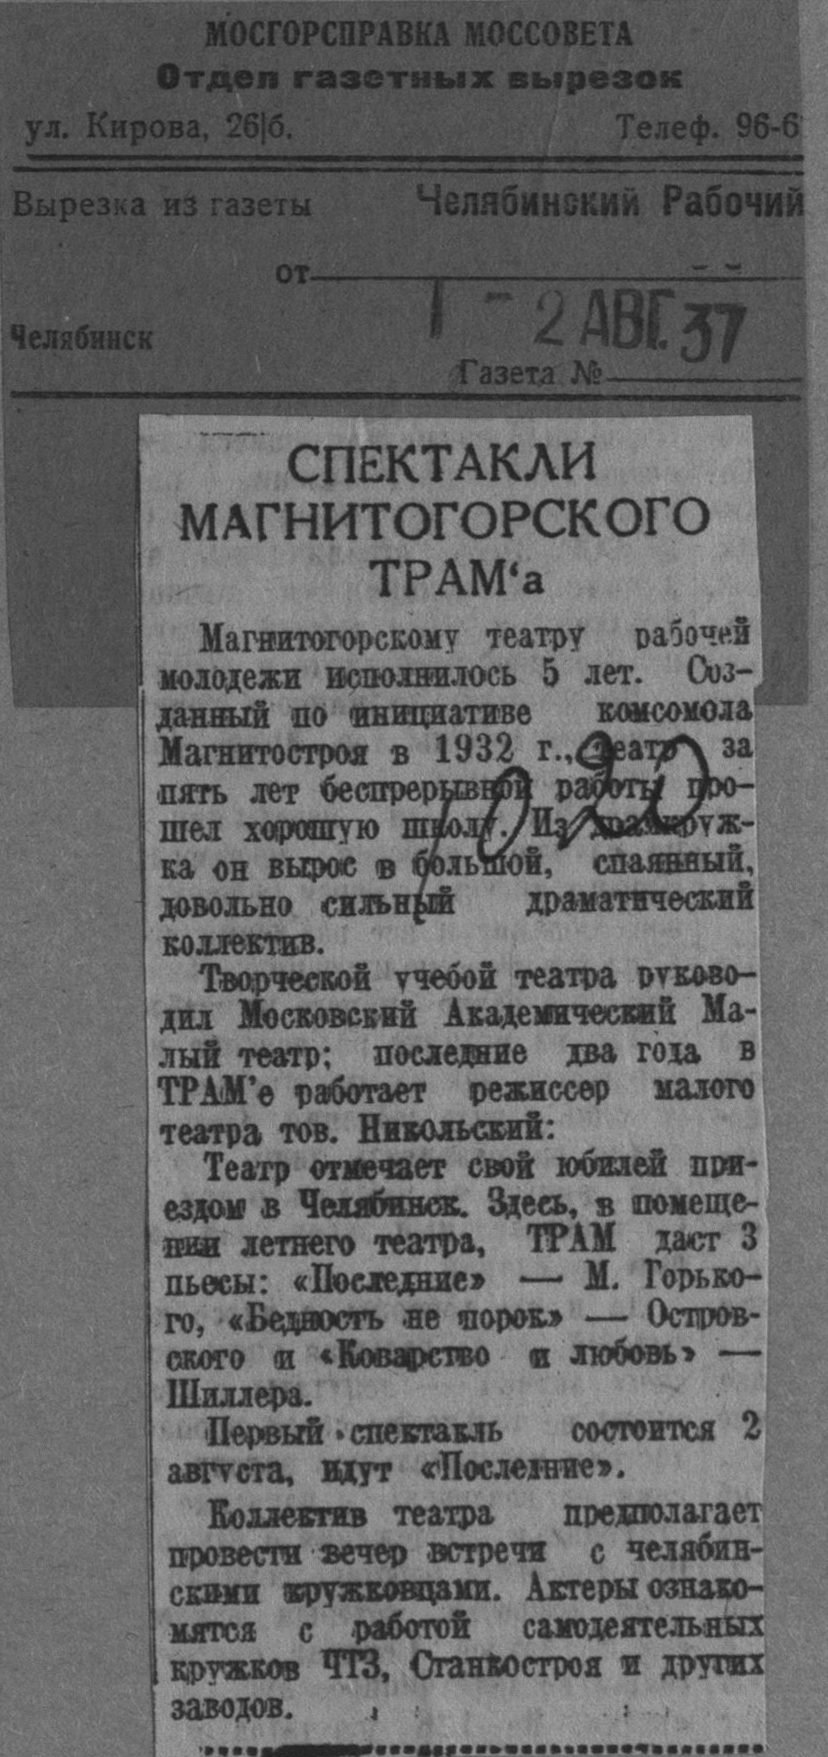 МОСГОРСПРАВКА МОССОВЕТА
Отдел газетных вырезок
ул. Кирова, 26|б. Телеф. 96-6
Вырезка из газеты Челябинский Рабочий
от
- 2 АВГ. 37
Челябинск
Газета №
СПЕКТАКЛИ
МАГНИТОГОРСКОГО
ТРАМ‘а
Магнитогорскому театру рабочей
молодежи исполнилось 5 лет. Соз-
данный по инициативе комсомола
Магнитостроя в 1932 г., театр за
пять лет беспрерывной работы про-
шел хорошую школу. Из драмкруж-
ка он вырос в большой, спаянный,
довольно сильный драматический
коллектив.
Творческой учебой театра руково-
дил Московский Академический Ма-
лый театр; последние два года в
ТРАМ’е работает режиссер малого
театра тов. Никольский:
Театр отмечает свой юбилей при-
ездом в Челябинск. Здесь, в помеще-
нии летнего театра, ТРАМ даст 3
пьесы: «Последние» — М. Горько-
го, «Бедность не порок» — Остров-
ского и «Коварство и любовь» —
Шиллера.
Первый спектакль состоится 2
августа, идут «Последние».
Коллектив театра предполагает
провести вечер встречи с челябин-
скими кружковцами. Актеры ознако-
мятся с работой самодеятельных
кружков ЧТЗ, Станкостроя и других
заводов.